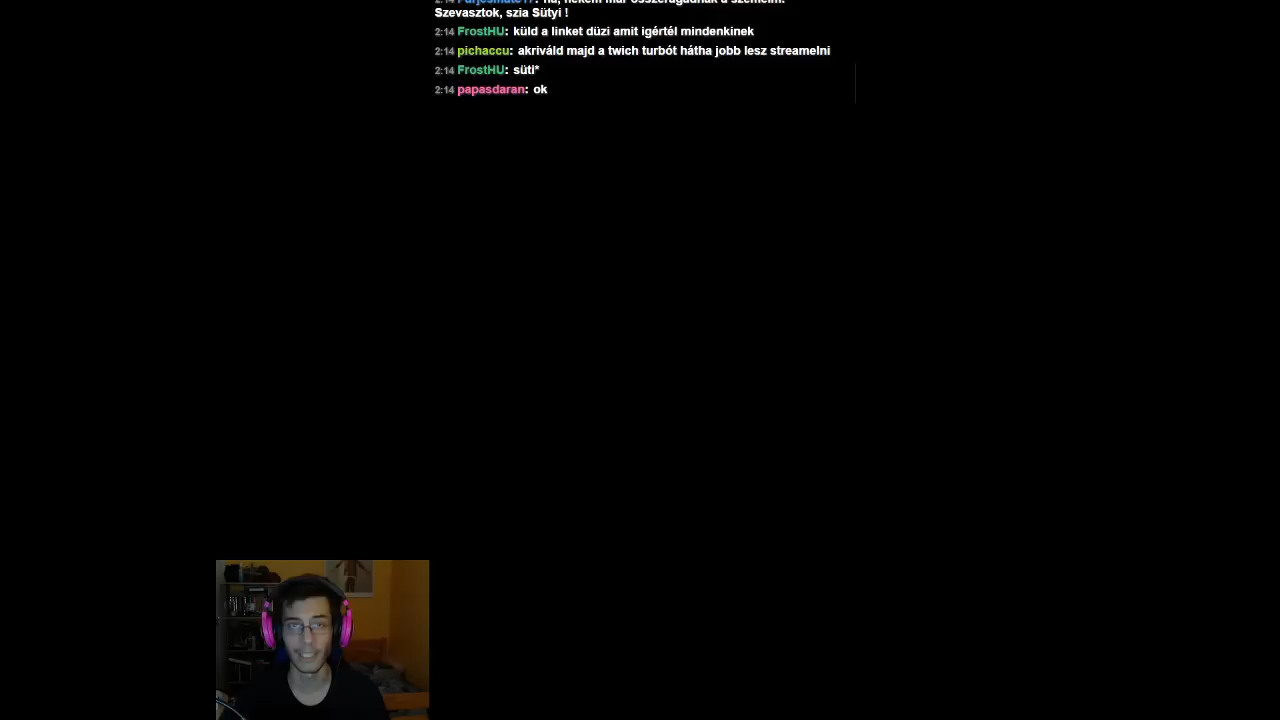 Szevasztok, szia Sütyi !
2:14 FrostHU: küld a linket düzi amit igértél mindenkinek
2:14 pichaccu: akriváld majd a twich turbót hátha jobb lesz streamelni
2:14 FrostHU: süti*
2:14 papasdaran: ok